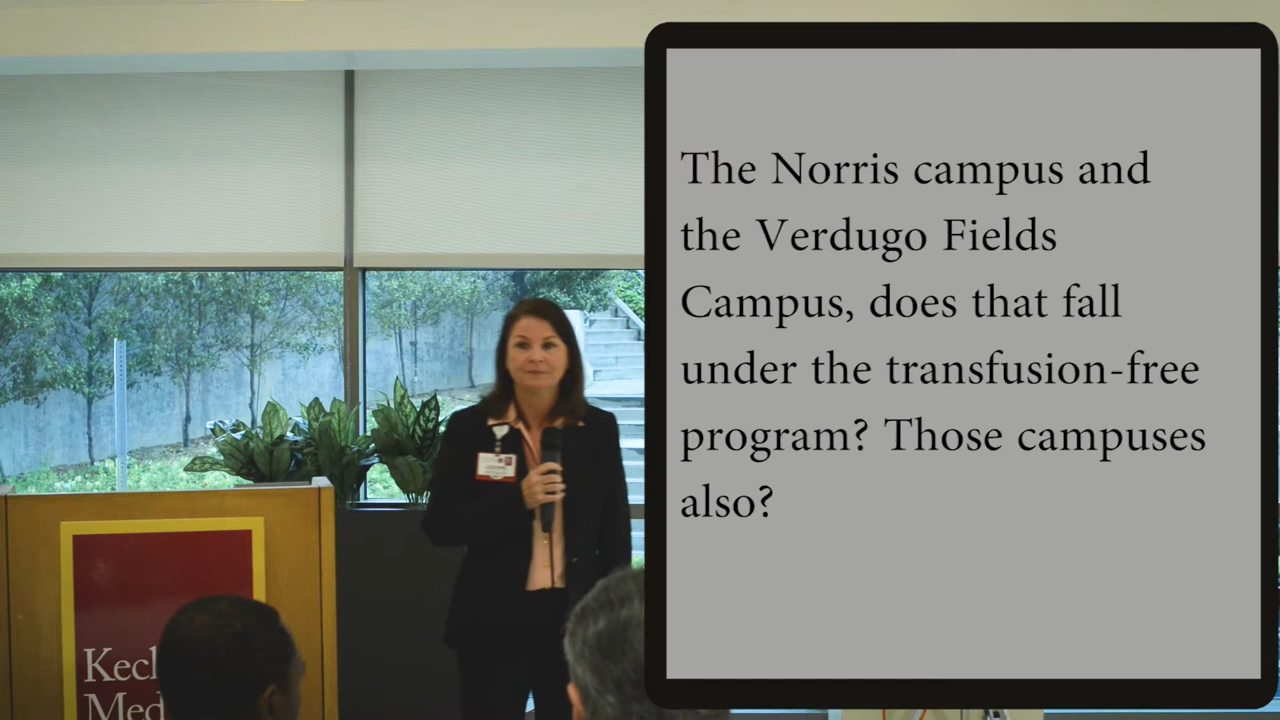 The Norris campus and
the Verdugo Fields
Campus, does that fall
under the transfusion-free
program? Those campuses
also?
Kec
Med